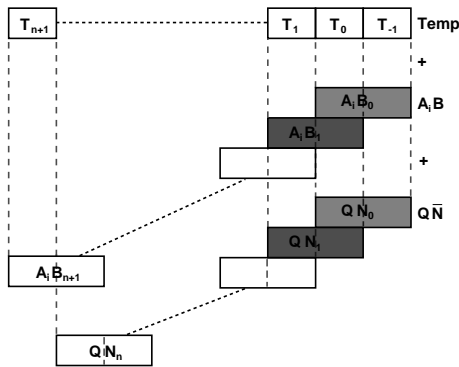 Tn+1 T1 T0 T-1 Temp
+
AiB0 AiB
AiB1
+
QN0 QN̅
QN1
AiBn+1
QNn